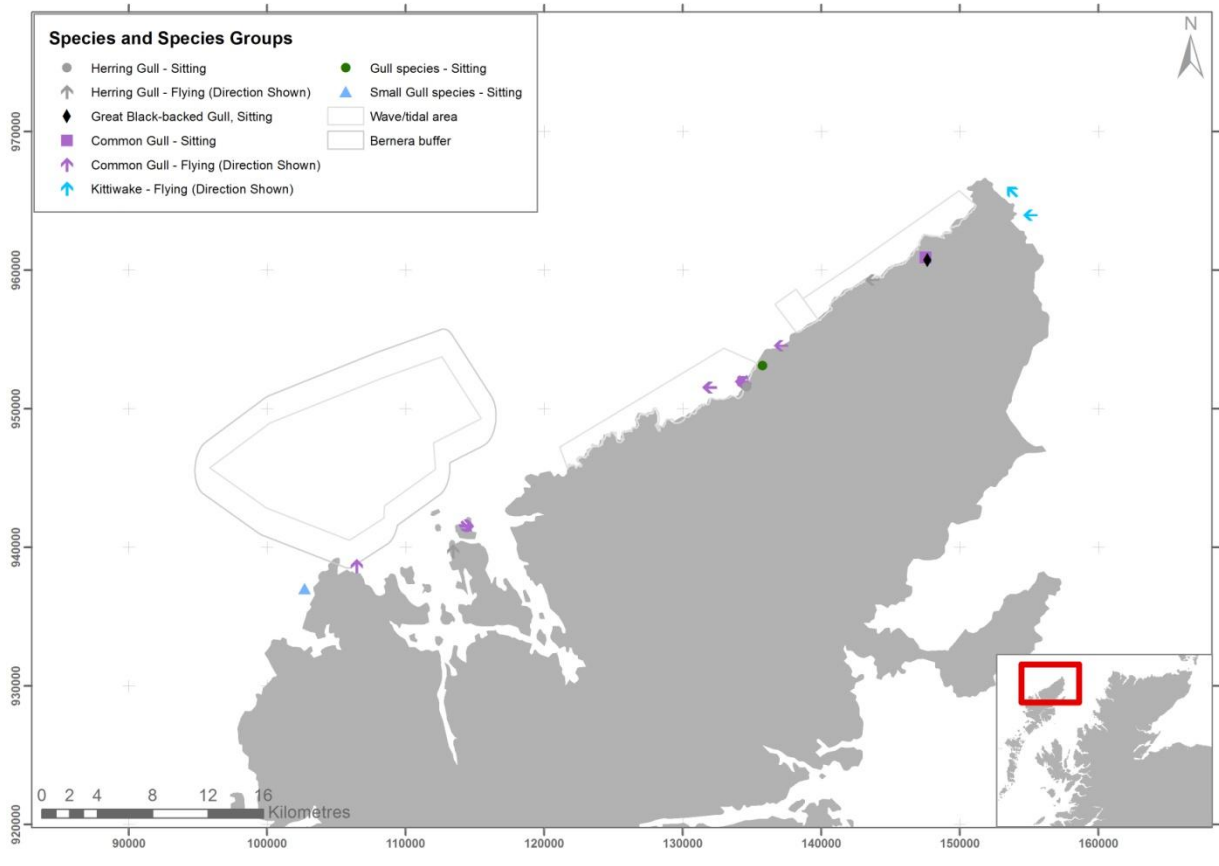 Species and Species Groups
Herring Gull - Sitting
Herring Gull - Flying (Direction Shown)
Great Black-backed Gull, Sitting
Common Gull - Sitting
Common Gull - Flying (Direction Shown)
Kittiwake - Flying (Direction Shown)
Gull species - Sitting
Small Gull species - Sitting
Wave/tidal area
Bernera buffer
N
970000
960000
950000
940000
930000
920000
0 2 4 8 12 16
Kilometres
90000 100000 110000 120000 130000 140000 150000 160000